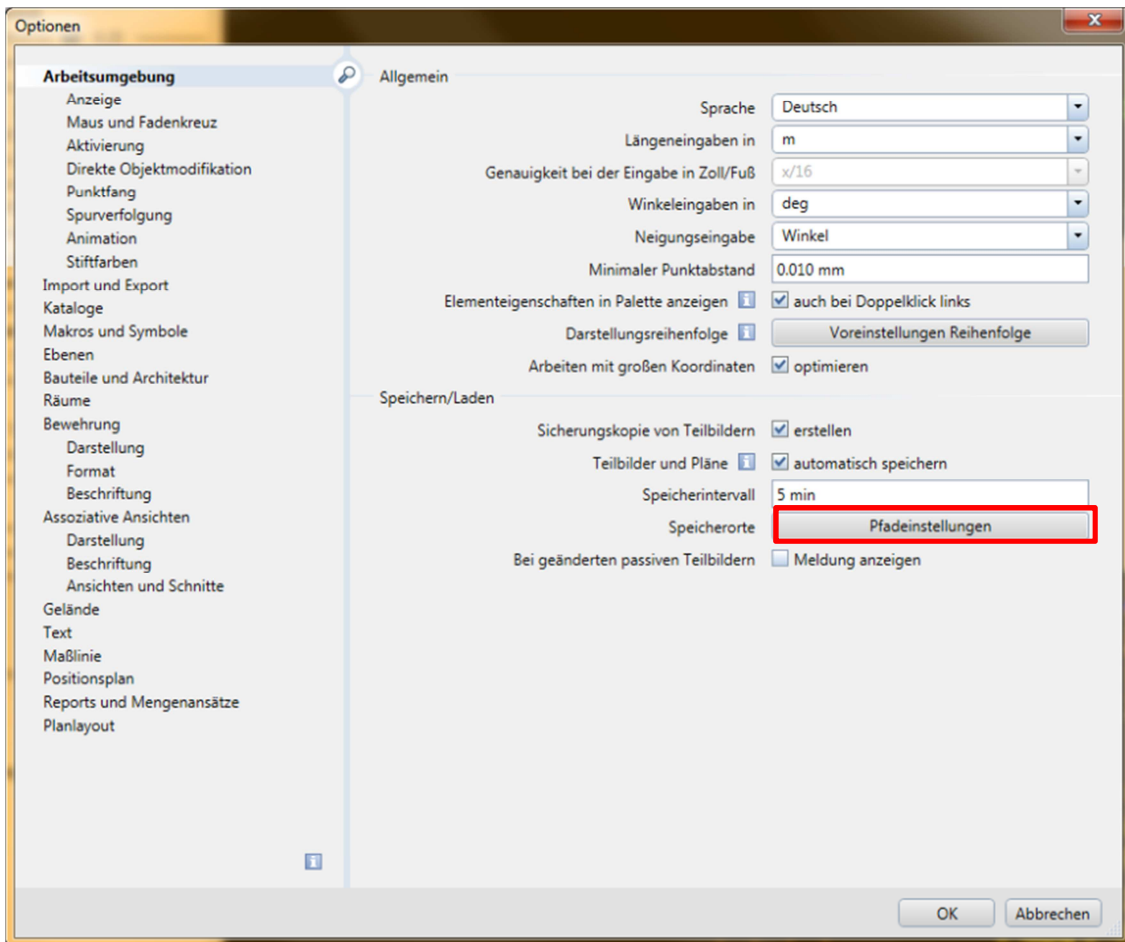 Optionen
Arbeitsumgebung
Anzeige
Maus und Fadenkreuz
Aktivierung
Direkte Objektmodifikation
Punktfang
Spurverfolgung
Animation
Stiftfarben
Import und Export
Kataloge
Makros und Symbole
Ebenen
Bauteile und Architektur
Räume
Bewehrung
Darstellung
Format
Beschriftung
Assoziative Ansichten
Darstellung
Beschriftung
Ansichten und Schnitte
Gelände
Text
Maßlinie
Positionsplan
Reports und Mengenansätze
Planlayout
Allgemein
Sprache Deutsch
Längeneingaben in m
Genauigkeit bei der Eingabe in Zoll/Fuß x/16
Winkeleingaben in deg
Neigungseingabe Winkel
Minimaler Punktabstand 0.010 mm
Elementeigenschaften in Palette anzeigen auch bei Doppelklick links
Darstellungsreihenfolge Voreinstellungen Reihenfolge
Arbeiten mit großen Koordinaten optimieren
Speichern/Laden
Sicherungskopie von Teilbildern erstellen
Teilbilder und Pläne automatisch speichern
Speicherintervall 5 min
Speicherorte Pfadeinstellungen
Bei geänderten passiven Teilbildern Meldung anzeigen
OK Abbrechen